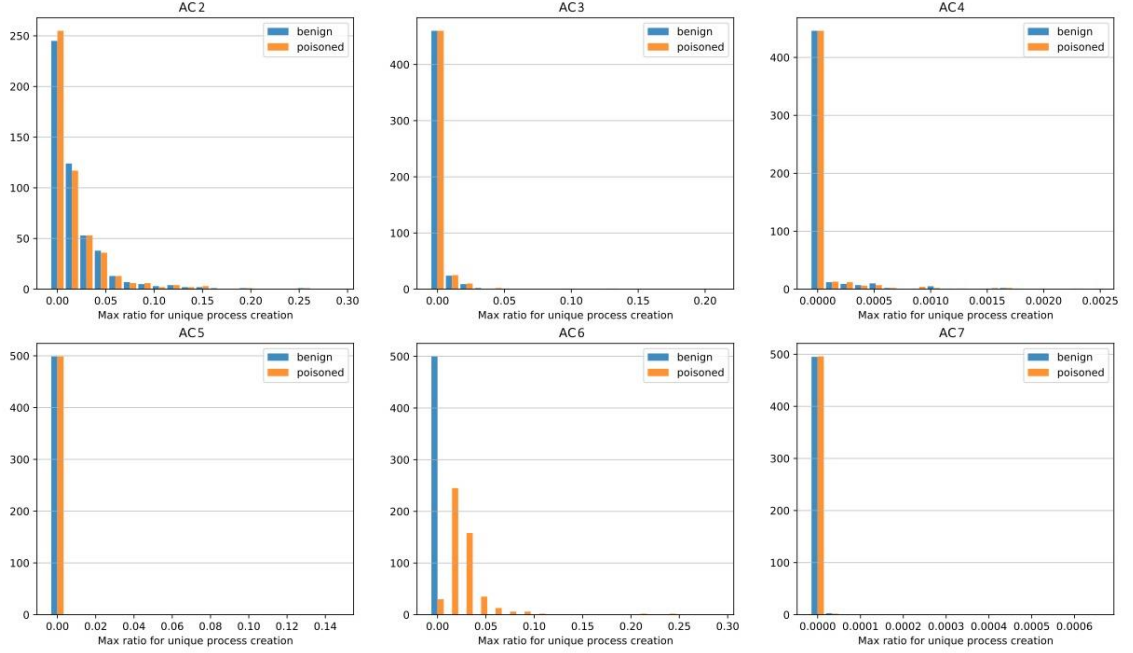 AC2
benign
poisoned
250
200
150
100
50
0
0.00 0.05 0.10 0.15 0.20 0.25 0.30
Max ratio for unique process creation
AC3
benign
poisoned
400
300
200
100
0
0.00 0.05 0.10 0.15 0.20
Max ratio for unique process creation
AC4
benign
poisoned
400
300
200
100
0
0.0000 0.0005 0.0010 0.0015 0.0020 0.0025
Max ratio for unique process creation
AC5
benign
poisoned
500
400
300
200
100
0
0.00 0.02 0.04 0.06 0.08 0.10 0.12 0.14
Max ratio for unique process creation
AC6
benign
poisoned
500
400
300
200
100
0
0.00 0.05 0.10 0.15 0.20 0.25 0.30
Max ratio for unique process creation
AC7
benign
poisoned
500
400
300
200
100
0
0.0000 0.0001 0.0002 0.0003 0.0004 0.0005 0.0006
Max ratio for unique process creation